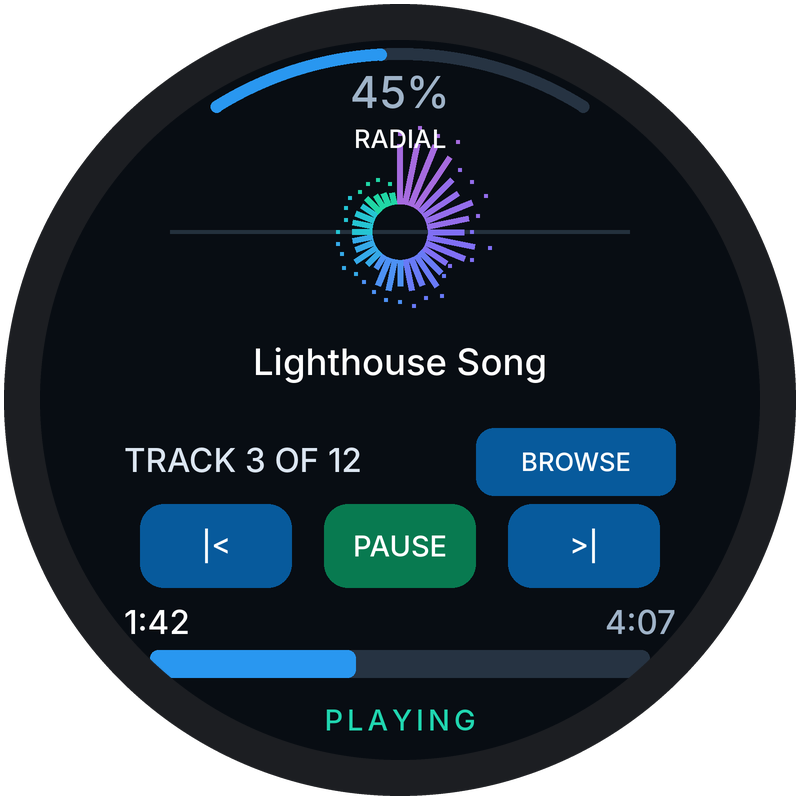 45%
RADIAL
Lighthouse Song
TRACK 3 OF 12
BROWSE
|<
PAUSE
>|
1:42
4:07
PLAYING